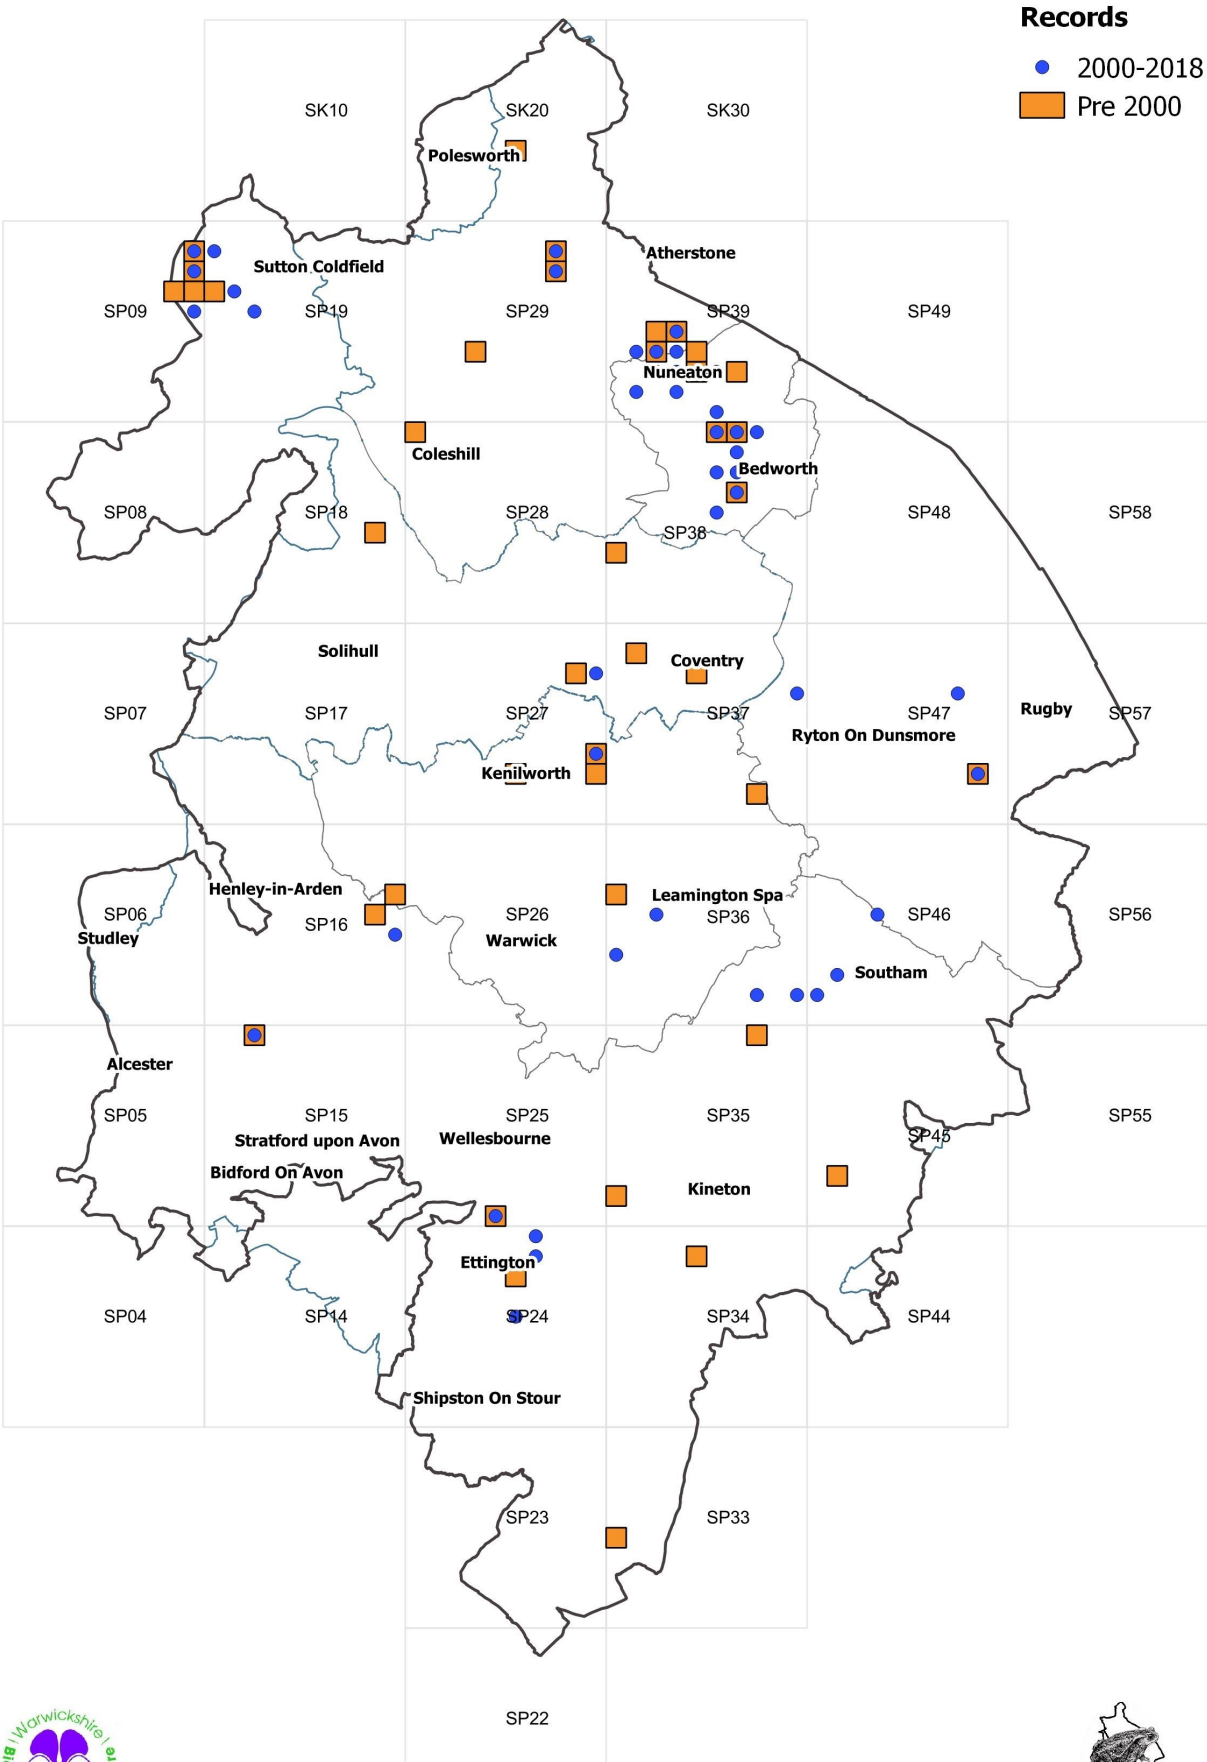 Records
2000-2018
Pre 2000
SK10
SK20
SK30
Polesworth
Atherstone
Sutton Coldfield
SP09
SP19
SP29
SP39
SP49
Nuneaton
Coleshill
Bedworth
SP08
SP18
SP28
SP38
SP48
SP58
Solihull
Coventry
SP07
SP17
SP27
SP37
SP47
Rugby
SP57
Ryton On Dunsmore
Kenilworth
Henley-in-Arden
Leamington Spa
SP06
SP16
SP26
SP36
SP46
SP56
Studley
Warwick
Southam
Alcester
SP05
SP15
SP25
SP35
SP45
SP55
Stratford upon Avon
Wellesbourne
Bidford On Avon
Kineton
Ettington
SP04
SP14
SP24
SP34
SP44
Shipston On Stour
SP23
SP33
SP22
Warwickshire